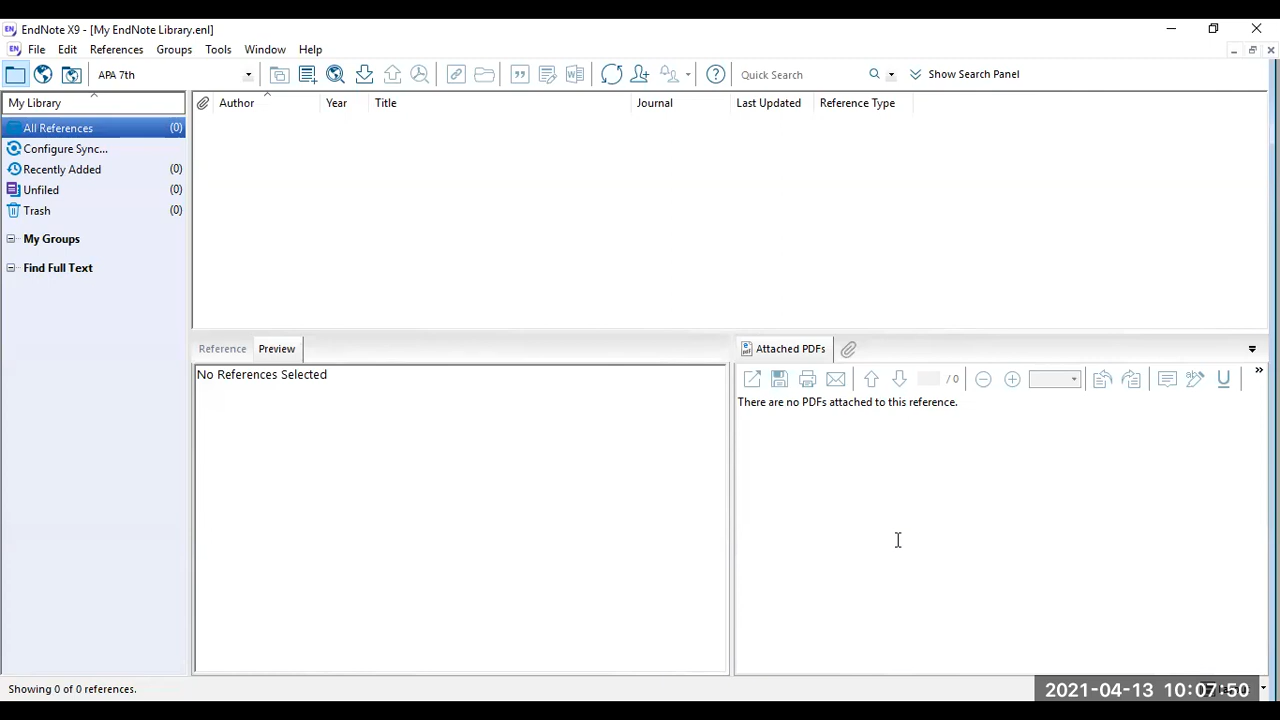 EndNote X9 - [My EndNote Library.enl]
File Edit References Groups Tools Window Help
APA 7th Quick Search Show Search Panel
My Library Author Year Title Journal Last Updated Reference Type
All References (0)
Configure Sync...
Recently Added (0)
Unfiled (0)
Trash (0)
My Groups
Find Full Text
Reference Preview Attached PDFs
/ 0
No References Selected
There are no PDFs attached to this reference.
Showing 0 of 0 references.
2021-04-13 10:07:50